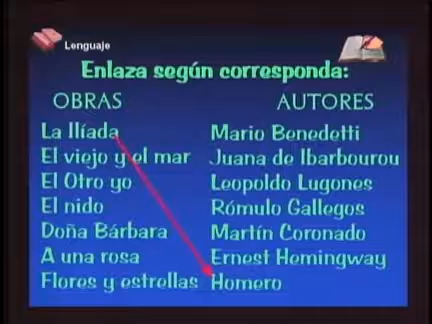 Lenguaje
Enlaza según corresponda:
OBRAS AUTORES
La Ilíada Mario Benedetti
El viejo y el mar Juana de Ibarbourou
El Otro yo Leopoldo Lugones
El nido Rómulo Gallegos
Doña Bárbara Martín Coronado
A una rosa Ernest Hemingway
Flores y estrellas Homero